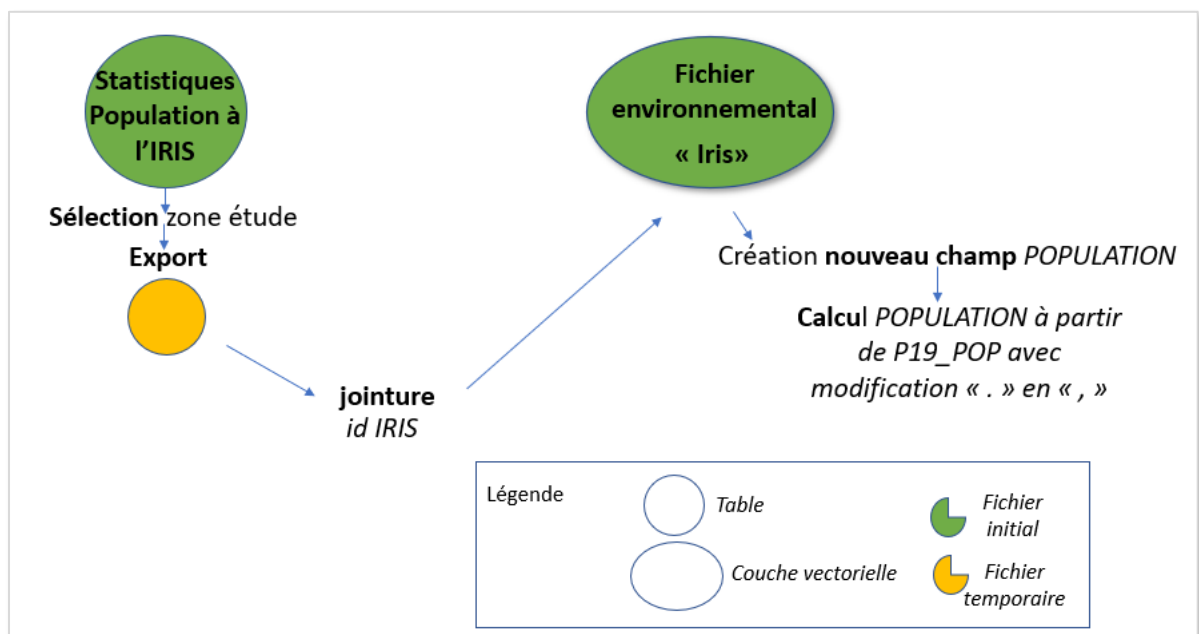 Statistiques
Population à
l'IRIS
Sélection zone étude
Export
jointure
id IRIS
Fichier
environnemental
« Iris»
Création nouveau champ POPULATION
Calcul POPULATION à partir
de P19_POP avec
modification « . » en « , »
Légende
Table
Couche vectorielle
Fichier
initial
Fichier
temporaire